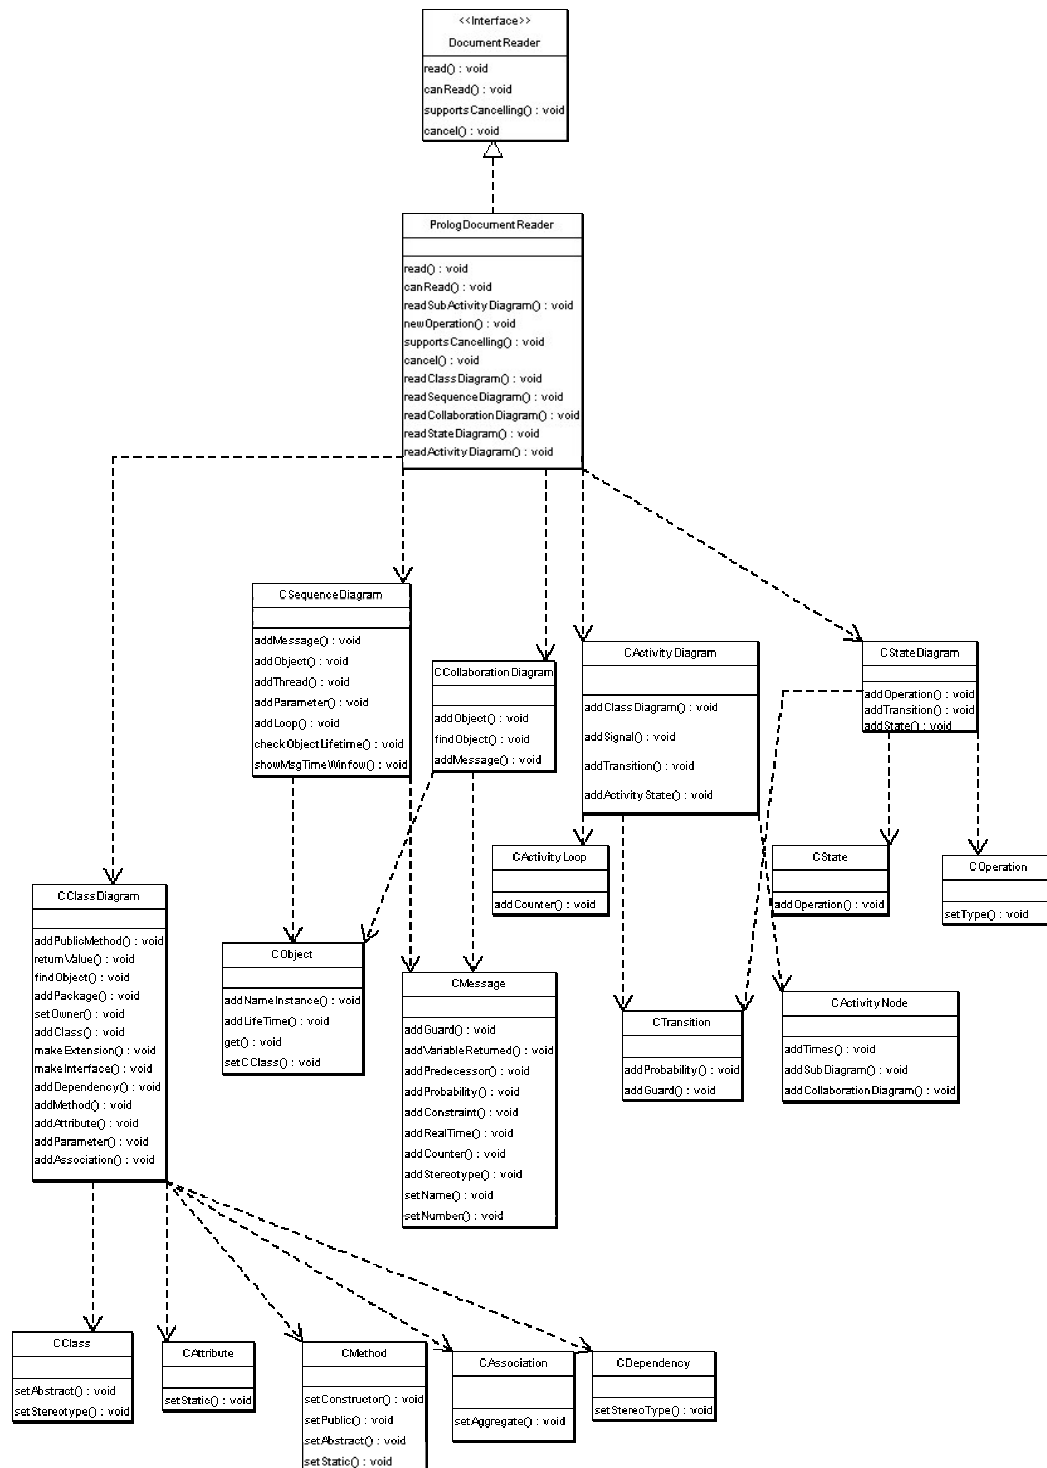 <<Interface>>
DocumentReader
read() : void
canRead() : void
supportsCancelling() : void
cancel() : void
PrologDocumentReader
read() : void
canRead() : void
readSubActivityDiagram() : void
newOperation() : void
supportsCancelling() : void
cancel() : void
readClassDiagram() : void
readSequenceDiagram() : void
readCollaborationDiagram() : void
readStateDiagram() : void
readActivityDiagram() : void
CSequenceDiagram
addMessage() : void
addObject() : void
addThread() : void
addParameter() : void
addLoop() : void
checkObjectLifetime() : void
showMsgTimeWinfow() : void
CCollaborationDiagram
addObject() : void
findObject() : void
addMessage() : void
CActivityDiagram
addClassDiagram() : void
addSignal() : void
addTransition() : void
addActivityState() : void
CStateDiagram
addOperation() : void
addTransition() : void
addState() : void
CActivityLoop
addCounter() : void
CState
addOperation() : void
COperation
setType() : void
CClassDiagram
addPublicMethod() : void
returnValue() : void
findObject() : void
addPackage() : void
setOwner() : void
addClass() : void
makeExtension() : void
makeInterface() : void
addDependency() : void
addMethod() : void
addAttribute() : void
addParameter() : void
addAssociation() : void
CObject
addNameInstance() : void
addLifeTime() : void
get() : void
setCClass() : void
CMessage
addGuard() : void
addVariableReturned() : void
addPredecessor() : void
addProbability() : void
addConstraint() : void
addRealTime() : void
addCounter() : void
addStereotype() : void
setName() : void
setNumber() : void
CTransition
addProbability() : void
addGuard() : void
CActivityNode
addTimes() : void
addSubDiagram() : void
addCollaborationDiagram() : void
CClass
setAbstract() : void
setStereotype() : void
CAttribute
setStatic() : void
CMethod
setConstructor() : void
setPublic() : void
setAbstract() : void
setStatic() : void
CAssociation
setAggregate() : void
CDependency
setStereoType() : void